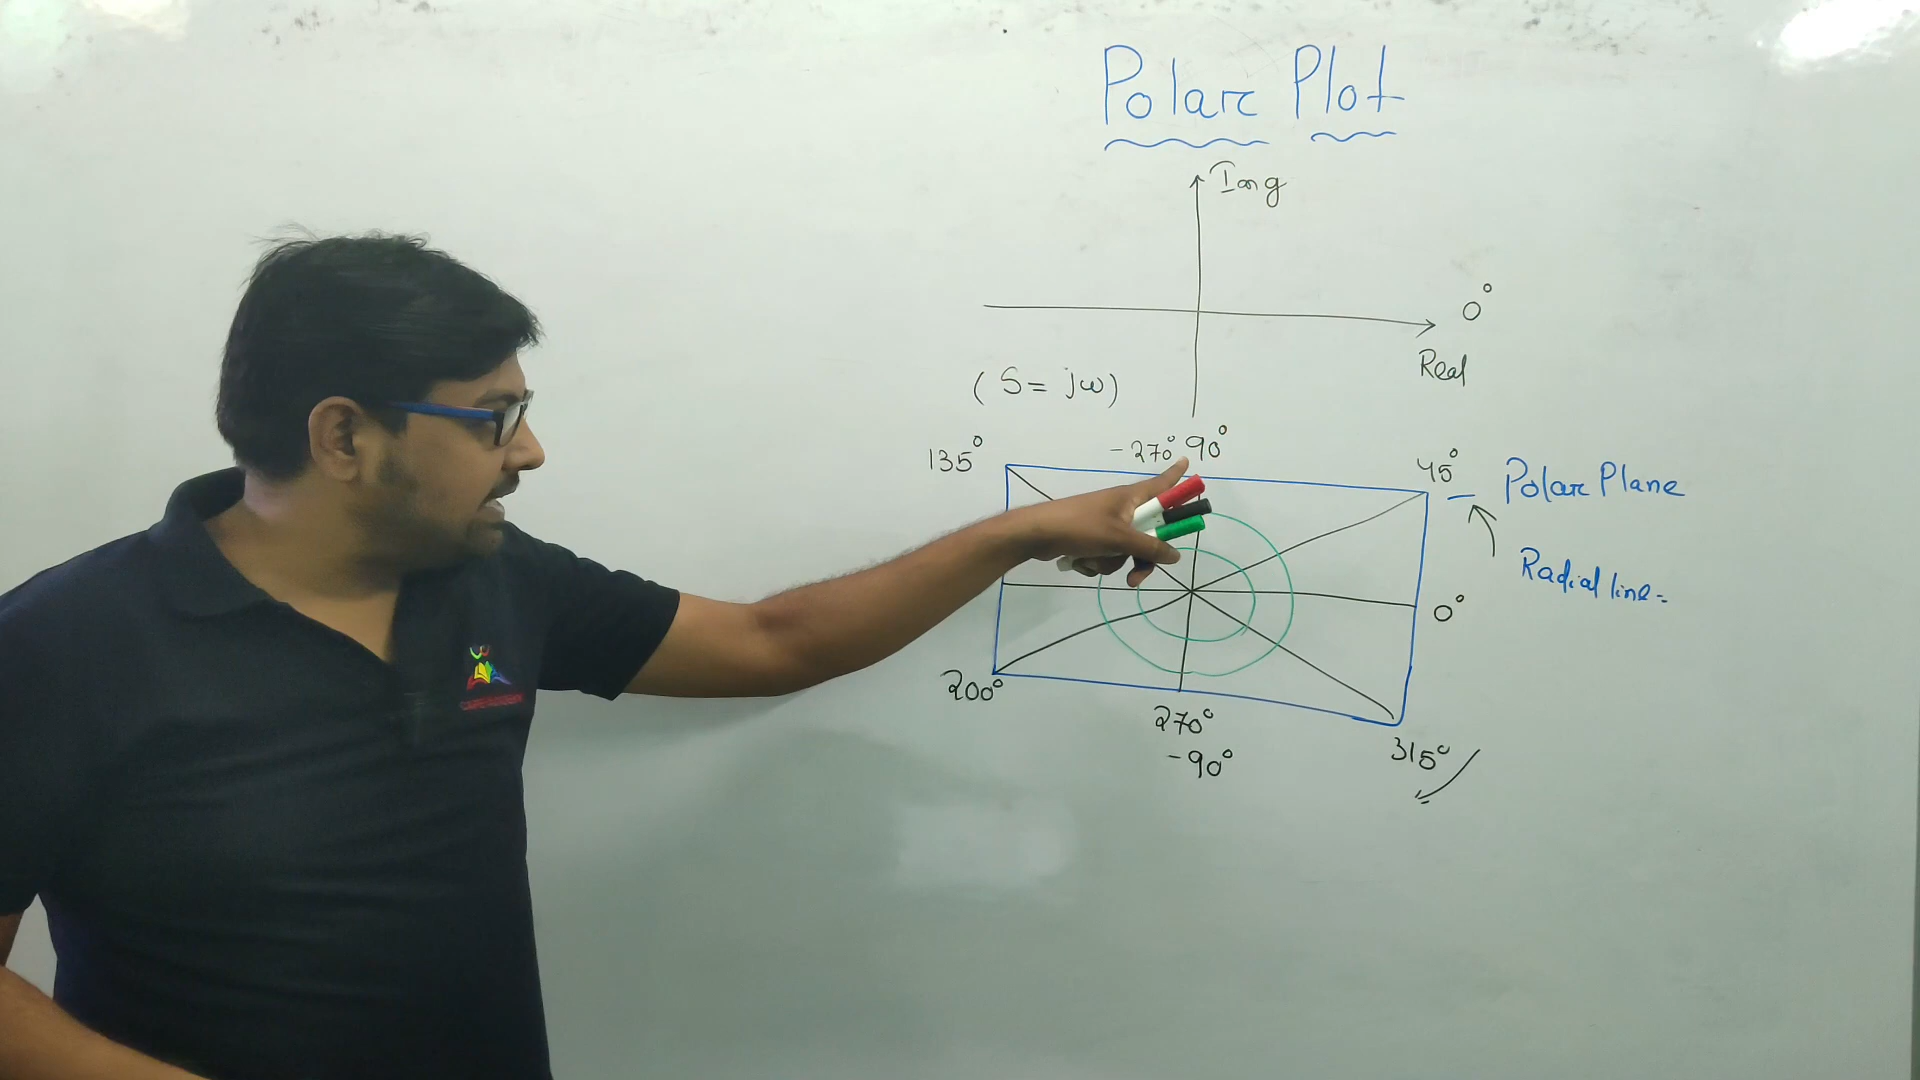 Polar Plot
Img
0°
Real
(S = jω)
135°
-270° 90°
45°
– Polar Plane
Radial line =
0°
200°
270°
-90°
315°